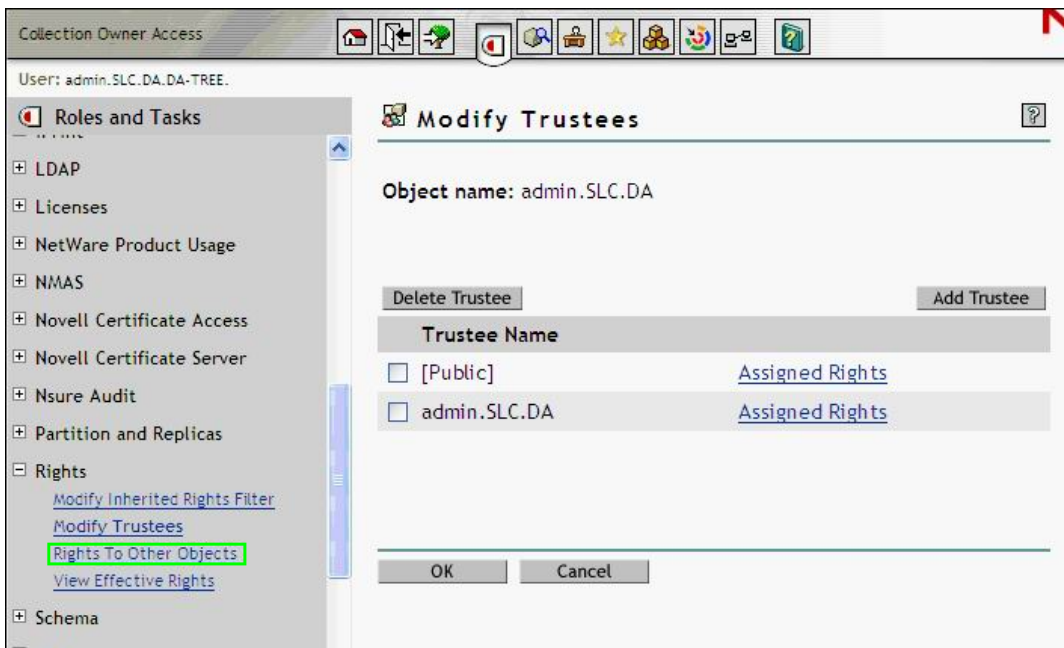 Collection Owner Access
User: admin.SLC.DA.DA-TREE.
Roles and Tasks
LDAP
Licenses
NetWare Product Usage
NMAS
Novell Certificate Access
Novell Certificate Server
Nsure Audit
Partition and Replicas
Rights
Modify Inherited Rights Filter
Modify Trustees
Rights To Other Objects
View Effective Rights
Schema
Modify Trustees
?
Object name: admin.SLC.DA
Delete Trustee
Add Trustee
Trustee Name
[Public] Assigned Rights
admin.SLC.DA Assigned Rights
OK Cancel